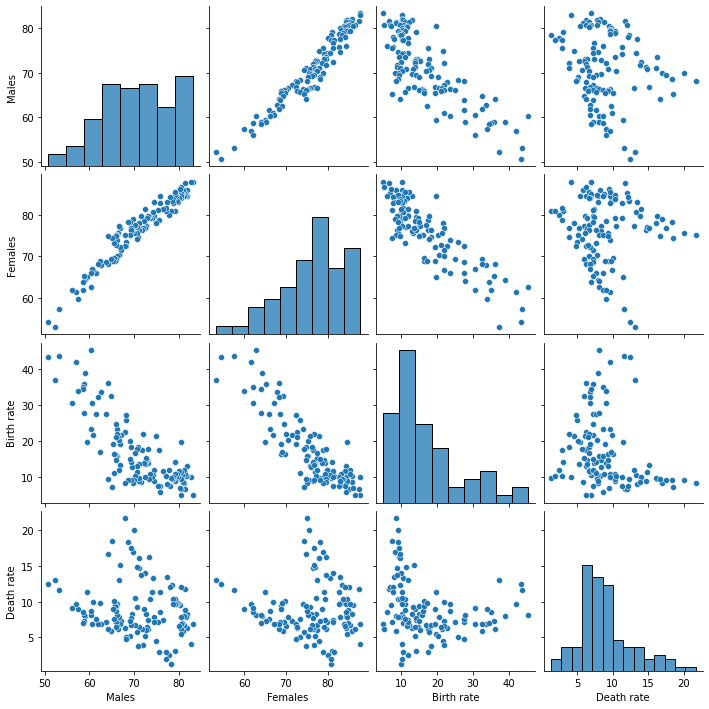 80
70
60
50
Males
80
70
60
Females
40
30
20
10
Birth rate
20
15
10
5
Death rate
50 60 70 80
60 70 80
10 20 30 40
5 10 15 20
Males
Females
Birth rate
Death rate